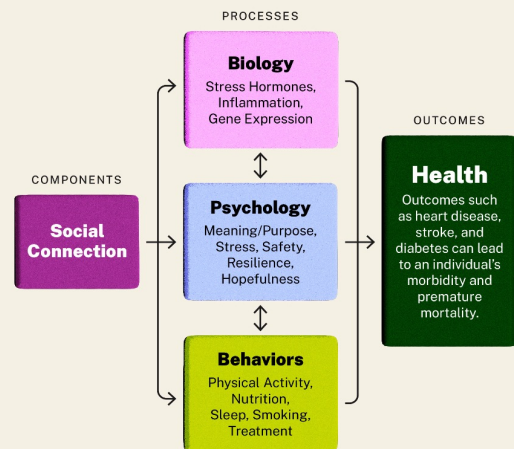 PROCESSES
Biology
Stress Hormones,
Inflammation,
Gene Expression
OUTCOMES
COMPONENTS
Social
Connection
Psychology
Meaning/Purpose,
Stress, Safety,
Resilience,
Hopefulness
Health
Outcomes such
as heart disease,
stroke, and
diabetes can lead
to an individual's
morbidity and
premature
mortality.
Behaviors
Physical Activity,
Nutrition,
Sleep, Smoking,
Treatment